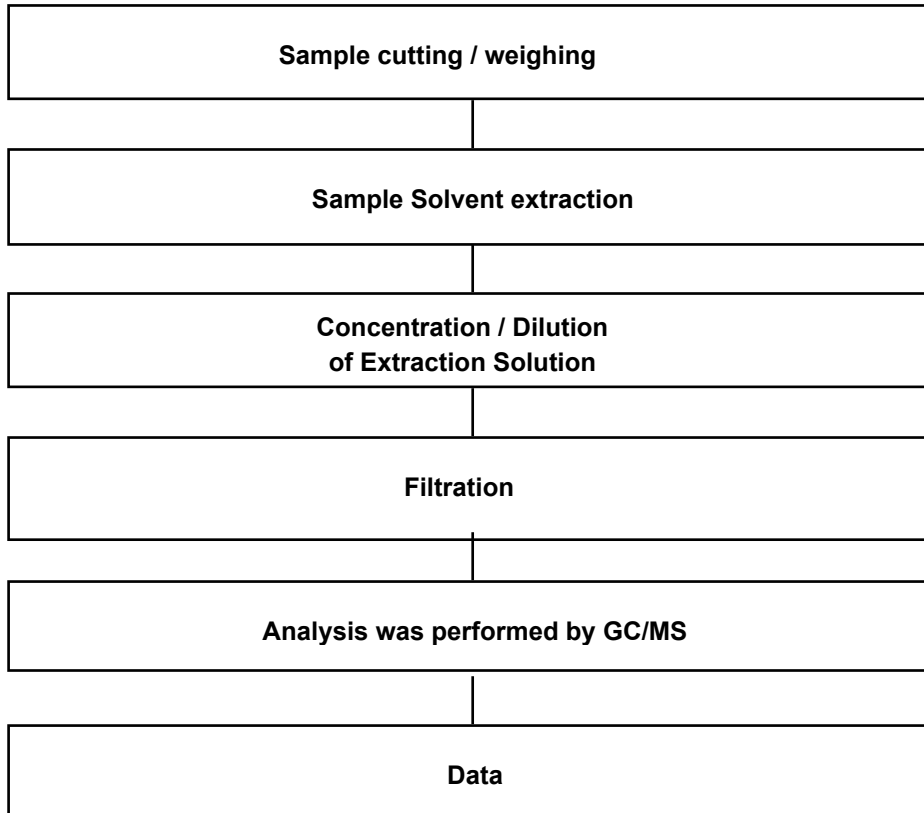 Sample cutting / weighing
Sample Solvent extraction
Concentration / Dilution
of Extraction Solution
Filtration
Analysis was performed by GC/MS
Data